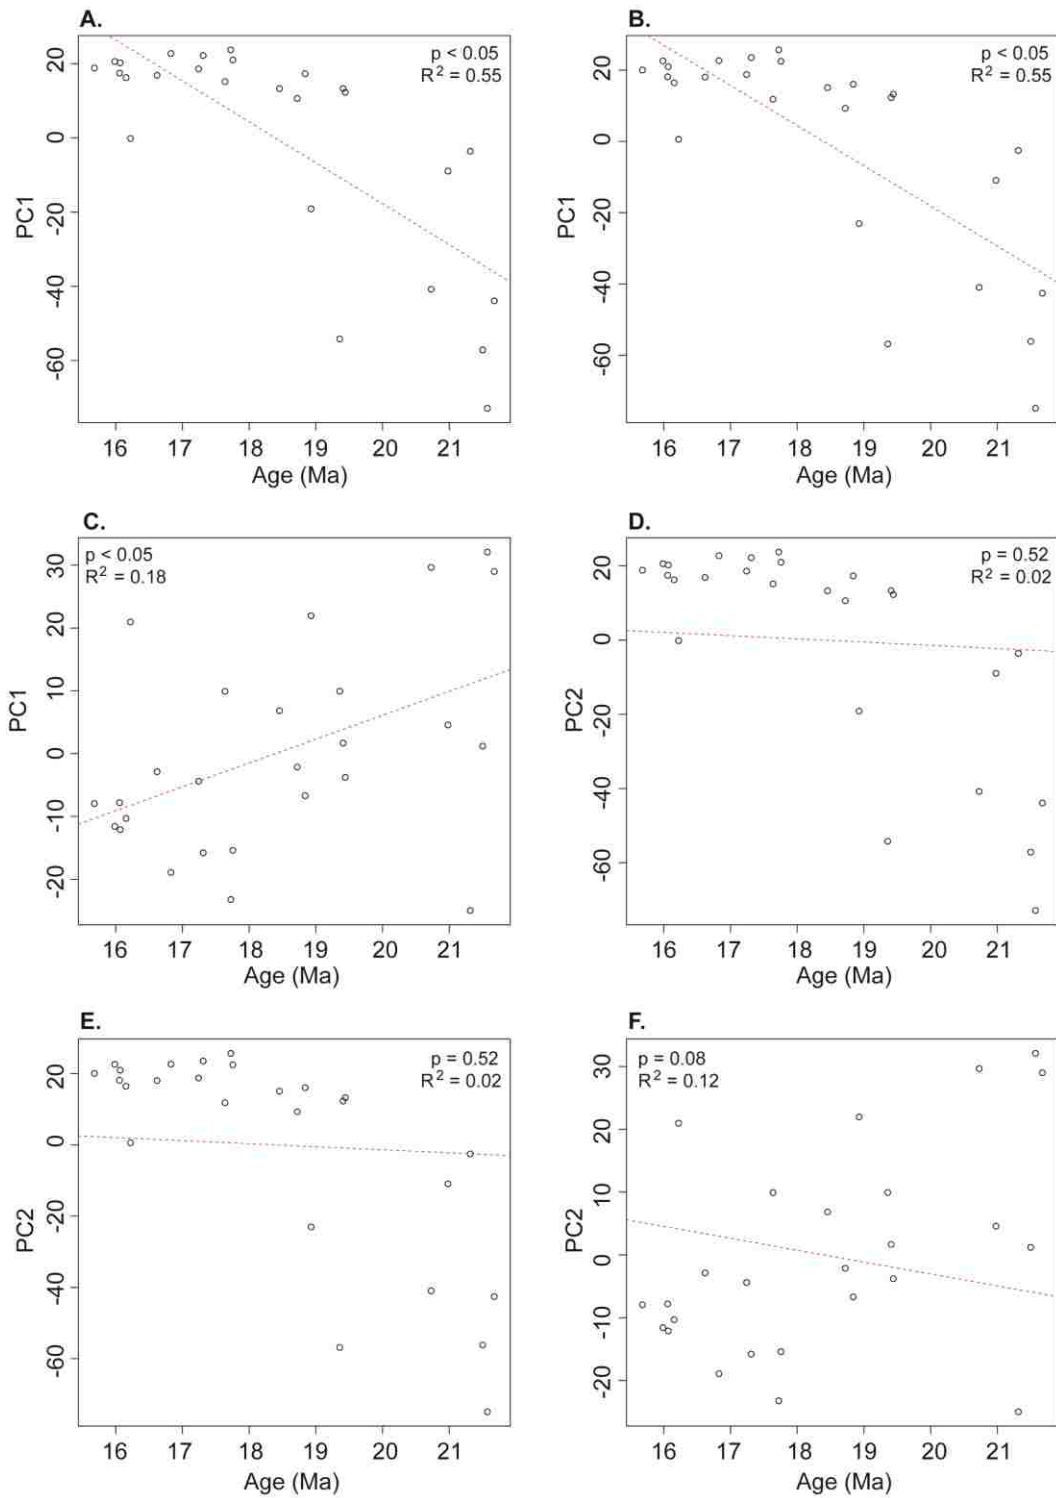 A.
p < 0.05
R² = 0.55
20
0
-20
-40
-60
PC1
16 17 18 19 20 21
Age (Ma)
B.
p < 0.05
R² = 0.55
20
0
-20
-40
-60
PC1
16 17 18 19 20 21
Age (Ma)
C.
p < 0.05
R² = 0.18
30
20
10
0
-10
-20
PC1
16 17 18 19 20 21
Age (Ma)
D.
p = 0.52
R² = 0.02
20
0
-20
-40
-60
PC2
16 17 18 19 20 21
Age (Ma)
E.
p = 0.52
R² = 0.02
20
0
-20
-40
-60
PC2
16 17 18 19 20 21
Age (Ma)
F.
p = 0.08
R² = 0.12
30
20
10
0
-10
-20
PC2
16 17 18 19 20 21
Age (Ma)